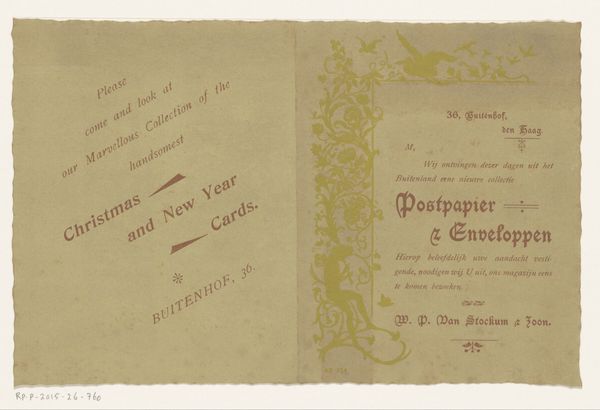 Please
come and look at
our Marvellous Collection of the
handsomest
Christmas
and New Year
Cards.
BUITENHOF, 36.
36, Buitenhof,
den Haag.
M,
Wij ontvingen dezer dagen uit het
Buitenland eene nieuwe collectie
Postpapier
& Enveloppen
Hierop beleefdelijk uwe aandacht vesti-
gende, noodigen wij U uit, ons magazijn eens
te komen bezoeken.
W. P. Van Stockum & Zoon.
RP-P-2015-26-760